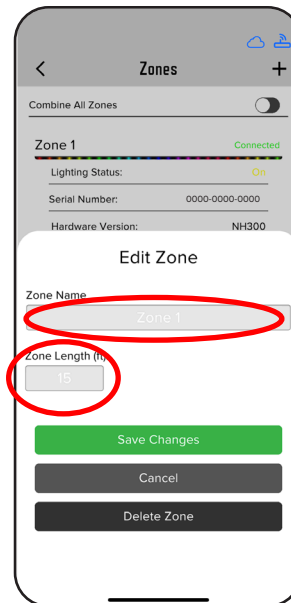 Zones
Combine All Zones
Zone 1 Connected
Lighting Status: On
Serial Number: 0000-0000-0000
Hardware Version: NH300
Edit Zone
Zone Name
Zone 1
Zone Length (ft)
15
Save Changes
Cancel
Delete Zone